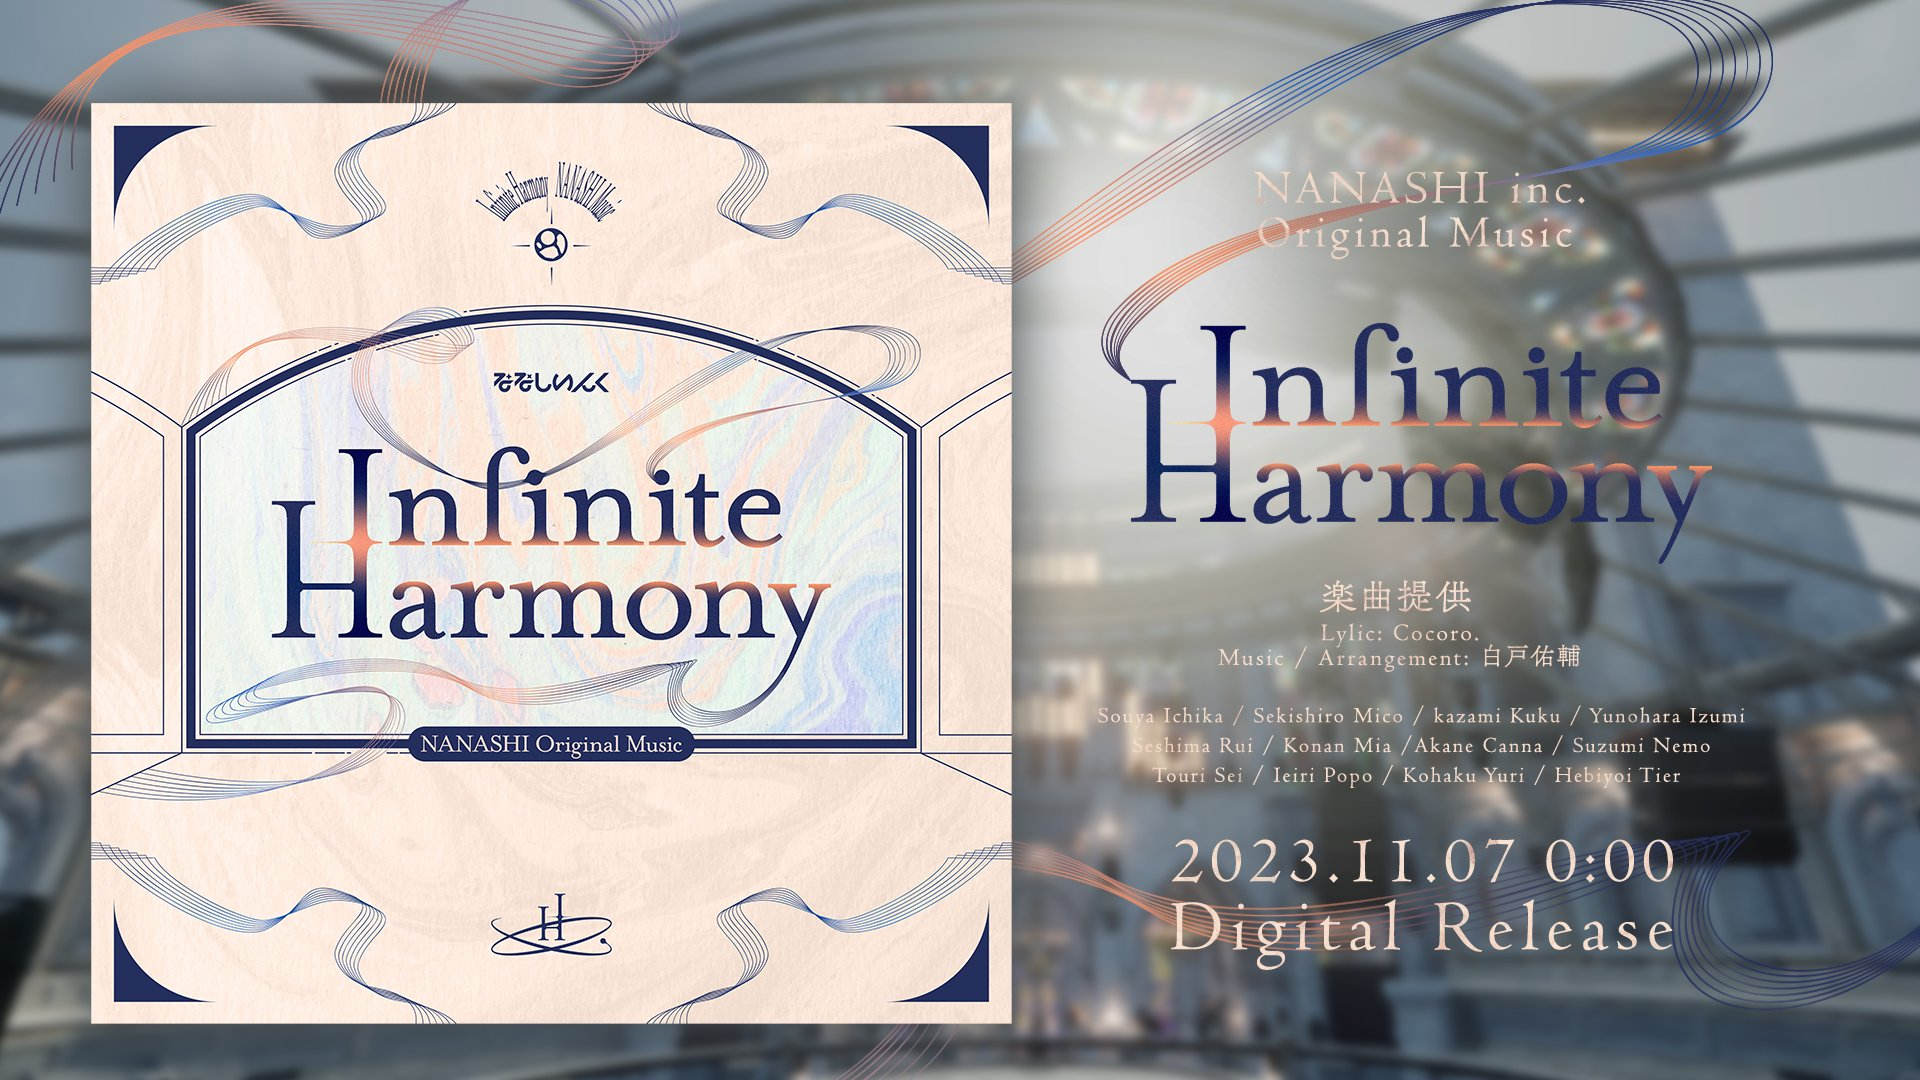 Infinite Harmony NANASHI Music
ななしいんく
Infinite
Harmony
NANASHI Original Music
H
NANASHI inc.
Original Music
Infinite
Harmony
楽曲提供
Lylic: Cocoro.
Music / Arrangement: 白戸佑輔
Souya Ichika / Sekishiro Mico / kazami Kuku / Yunohara Izumi
Seshima Rui / Konan Mia /Akane Canna / Suzumi Nemo
Touri Sei / Ieiri Popo / Kohaku Yuri / Hebiyoi Tier
2023.11.07 0:00
Digital Release